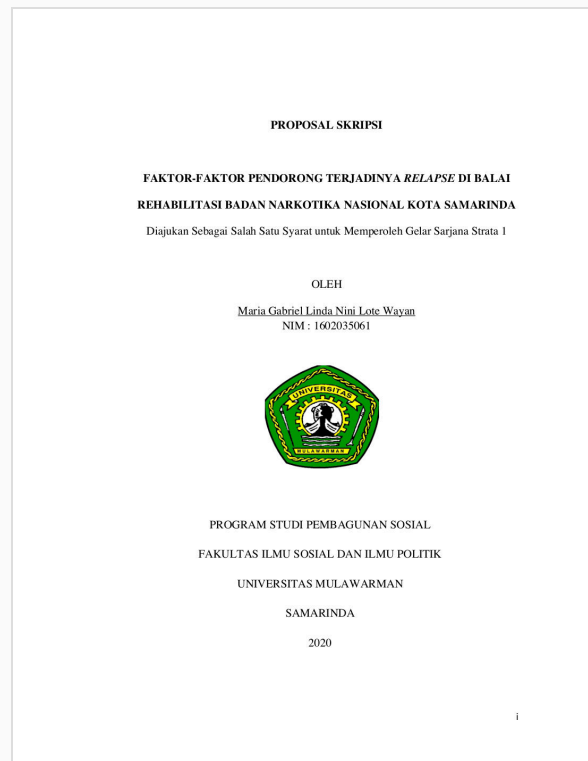 PROPOSAL SKRIPSI
FAKTOR-FAKTOR PENDORONG TERJADINYA RELAPSE DI BALAI
REHABILITASI BADAN NARKOTIKA NASIONAL KOTA SAMARINDA
Diajukan Sebagai Salah Satu Syarat untuk Memperoleh Gelar Sarjana Strata 1
OLEH
Maria Gabriel Linda Nini Lote Wayan
NIM : 1602035061
UNIVERSITAS
MULAWARMAN
PROGRAM STUDI PEMBAGUNAN SOSIAL
FAKULTAS ILMU SOSIAL DAN ILMU POLITIK
UNIVERSITAS MULAWARMAN
SAMARINDA
2020
i